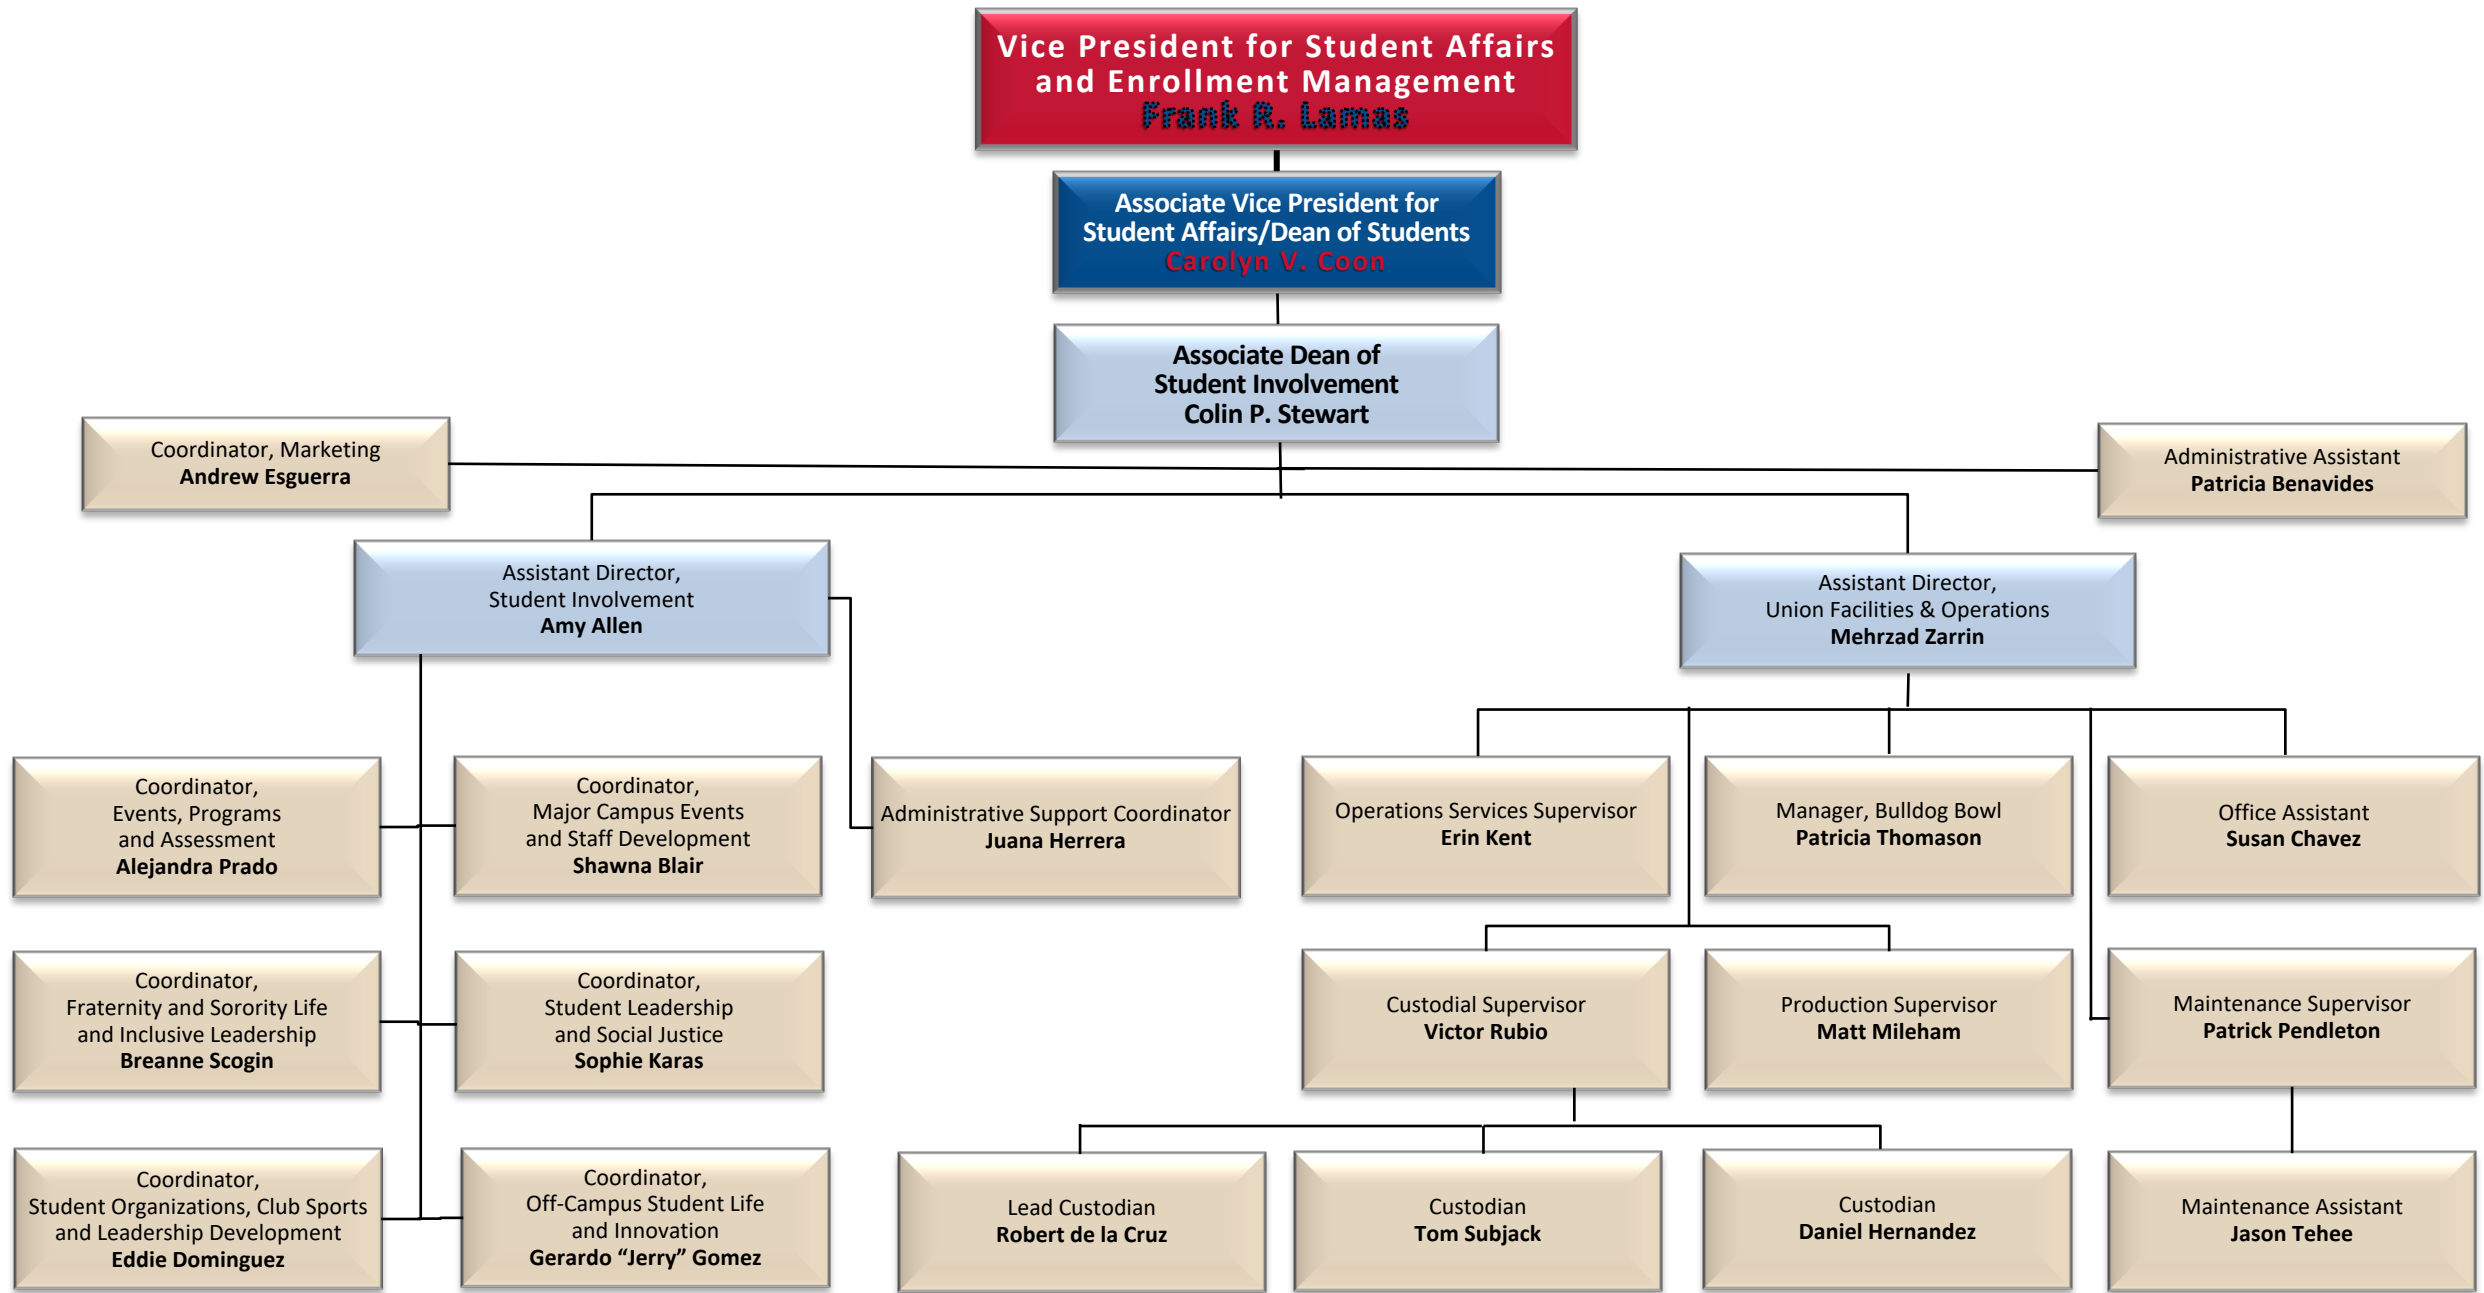 Vice President for Student Affairs
and Enrollment Management
Frank R. Lamas
Associate Vice President for
Student Affairs/Dean of Students
Carolyn V. Coon
Associate Dean of
Student Involvement
Colin P. Stewart
Coordinator, Marketing
Andrew Esguerra
Administrative Assistant
Patricia Benavides
Assistant Director,
Student Involvement
Amy Allen
Assistant Director,
Union Facilities & Operations
Mehrzad Zarrin
Coordinator,
Events, Programs
and Assessment
Alejandra Prado
Coordinator,
Major Campus Events
and Staff Development
Shawna Blair
Administrative Support Coordinator
Juana Herrera
Operations Services Supervisor
Erin Kent
Manager, Bulldog Bowl
Patricia Thomason
Office Assistant
Susan Chavez
Coordinator,
Fraternity and Sorority Life
and Inclusive Leadership
Breanne Scogin
Coordinator,
Student Leadership
and Social Justice
Sophie Karas
Custodial Supervisor
Victor Rubio
Production Supervisor
Matt Mileham
Maintenance Supervisor
Patrick Pendleton
Coordinator,
Student Organizations, Club Sports
and Leadership Development
Eddie Dominguez
Coordinator,
Off-Campus Student Life
and Innovation
Gerardo “Jerry” Gomez
Lead Custodian
Robert de la Cruz
Custodian
Tom Subjack
Custodian
Daniel Hernandez
Maintenance Assistant
Jason Tehee